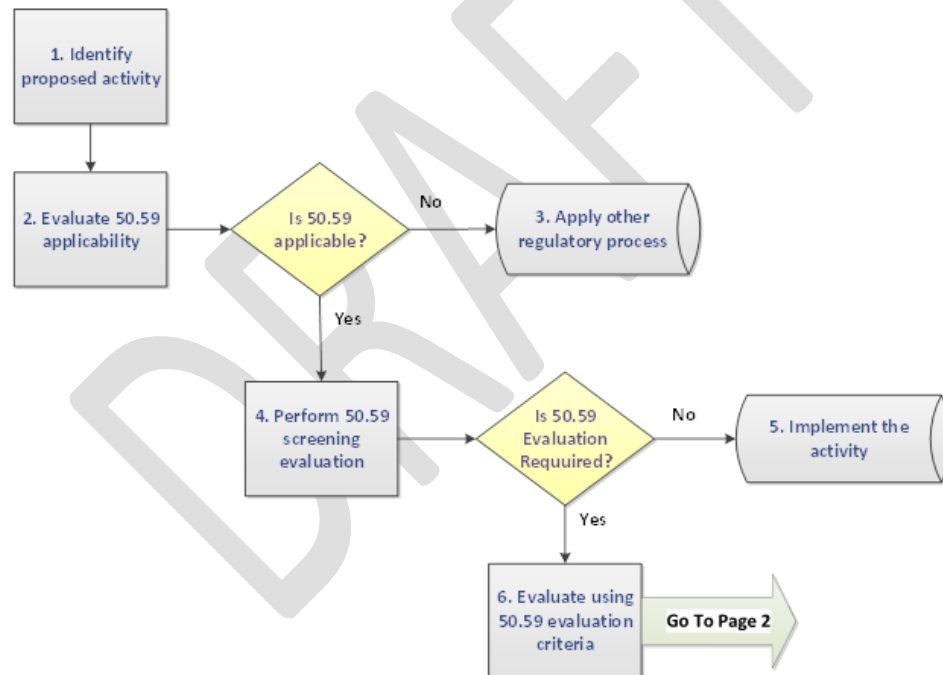 1. Identify
proposed activity
2. Evaluate 50.59
applicability
Is 50.59
applicable?
No
3. Apply other
regulatory process
Yes
4. Perform 50.59
screening
evaluation
Is 50.59
Evaluation
Requuired?
No
5. Implement the
activity
Yes
6. Evaluate using
50.59 evaluation
criteria
Go To Page 2
DRAFT